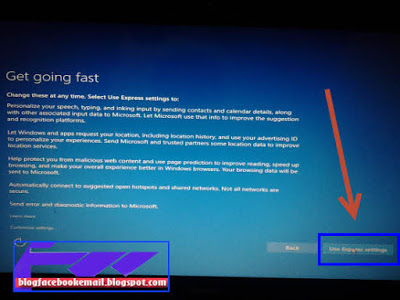 Get going fast
Change these at any time. Select Use Express settings to:
Personalize your speech, typing, and inking input by sending contacts and calendar details, along
with other associated input data to Microsoft. Let Microsoft use that info to improve the suggestion
and recognition platforms.
Let Windows and apps request your location, including location history, and use your advertising ID
to personalize your experiences. Send Microsoft and trusted partners some location data to improve
location services.
Help protect you from malicious web content and use page prediction to improve reading, speed up
browsing, and make your overall experience better in Windows browsers. Your browsing data will be
sent to Microsoft.
Automatically connect to suggested open hotspots and shared networks. Not all networks are
secure.
Send error and diagnostic information to Microsoft.
Learn more
Customize settings
Back
Use Express settings
blogfacebookemail.blogspot.com